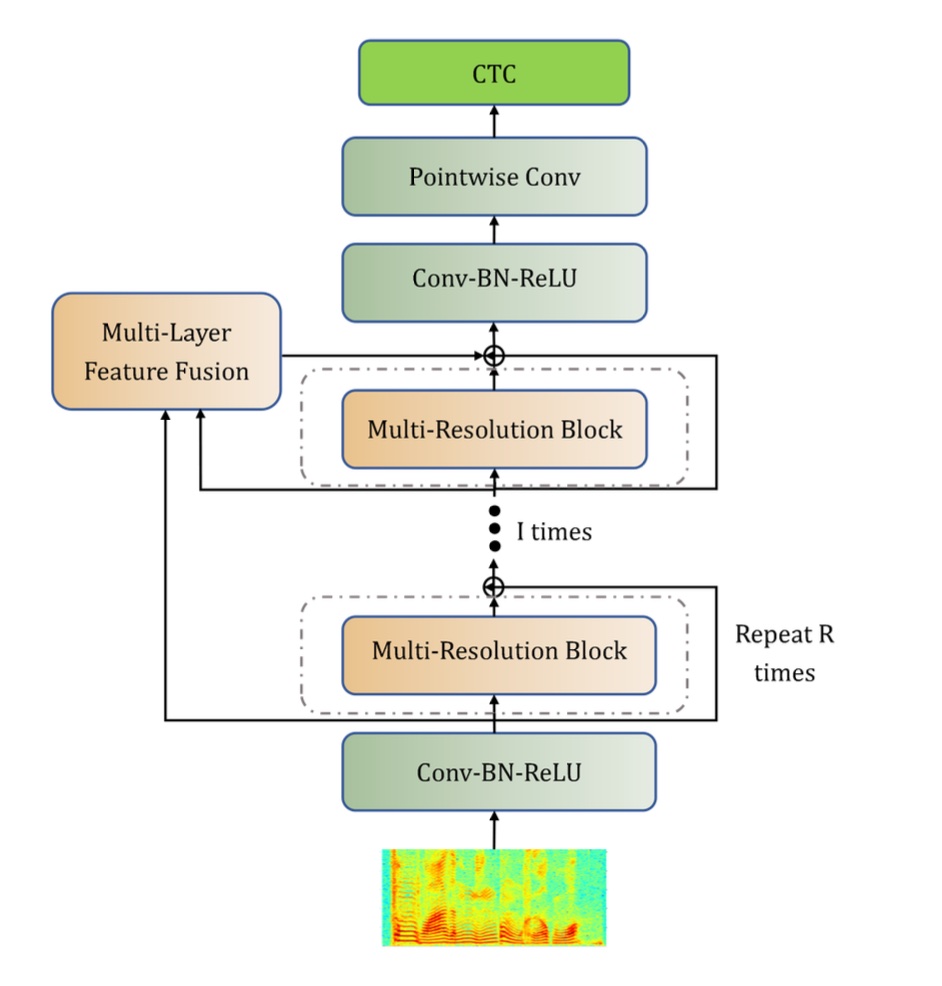 CTC
Pointwise Conv
Conv-BN-ReLU
Multi-Layer
Feature Fusion
Multi-Resolution Block
I times
Multi-Resolution Block
Repeat R
times
Conv-BN-ReLU